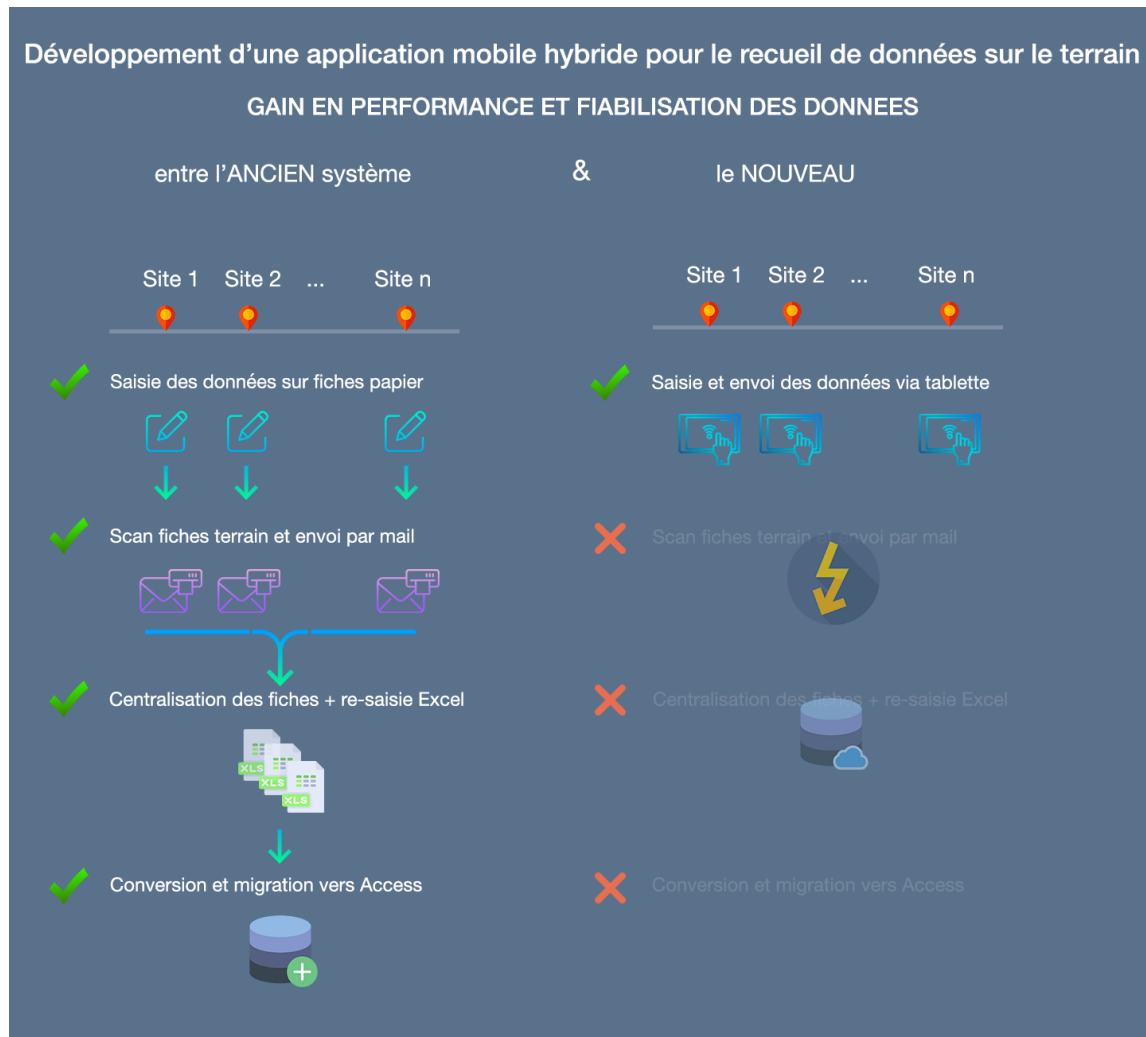 Développement d’une application mobile hybride pour le recueil de données sur le terrain
GAIN EN PERFORMANCE ET FIABILISATION DES DONNEES
entre l’ANCIEN système & le NOUVEAU
Site 1 Site 2 ... Site n
Saisie des données sur fiches papier
Scan fiches terrain et envoi par mail
Centralisation des fiches + re-saisie Excel
XLS
XLS
XLS
Conversion et migration vers Access
Site 1 Site 2 ... Site n
Saisie et envoi des données via tablette
Scan fiches terrain et envoi par mail
Centralisation des fiches + re-saisie Excel
Conversion et migration vers Access